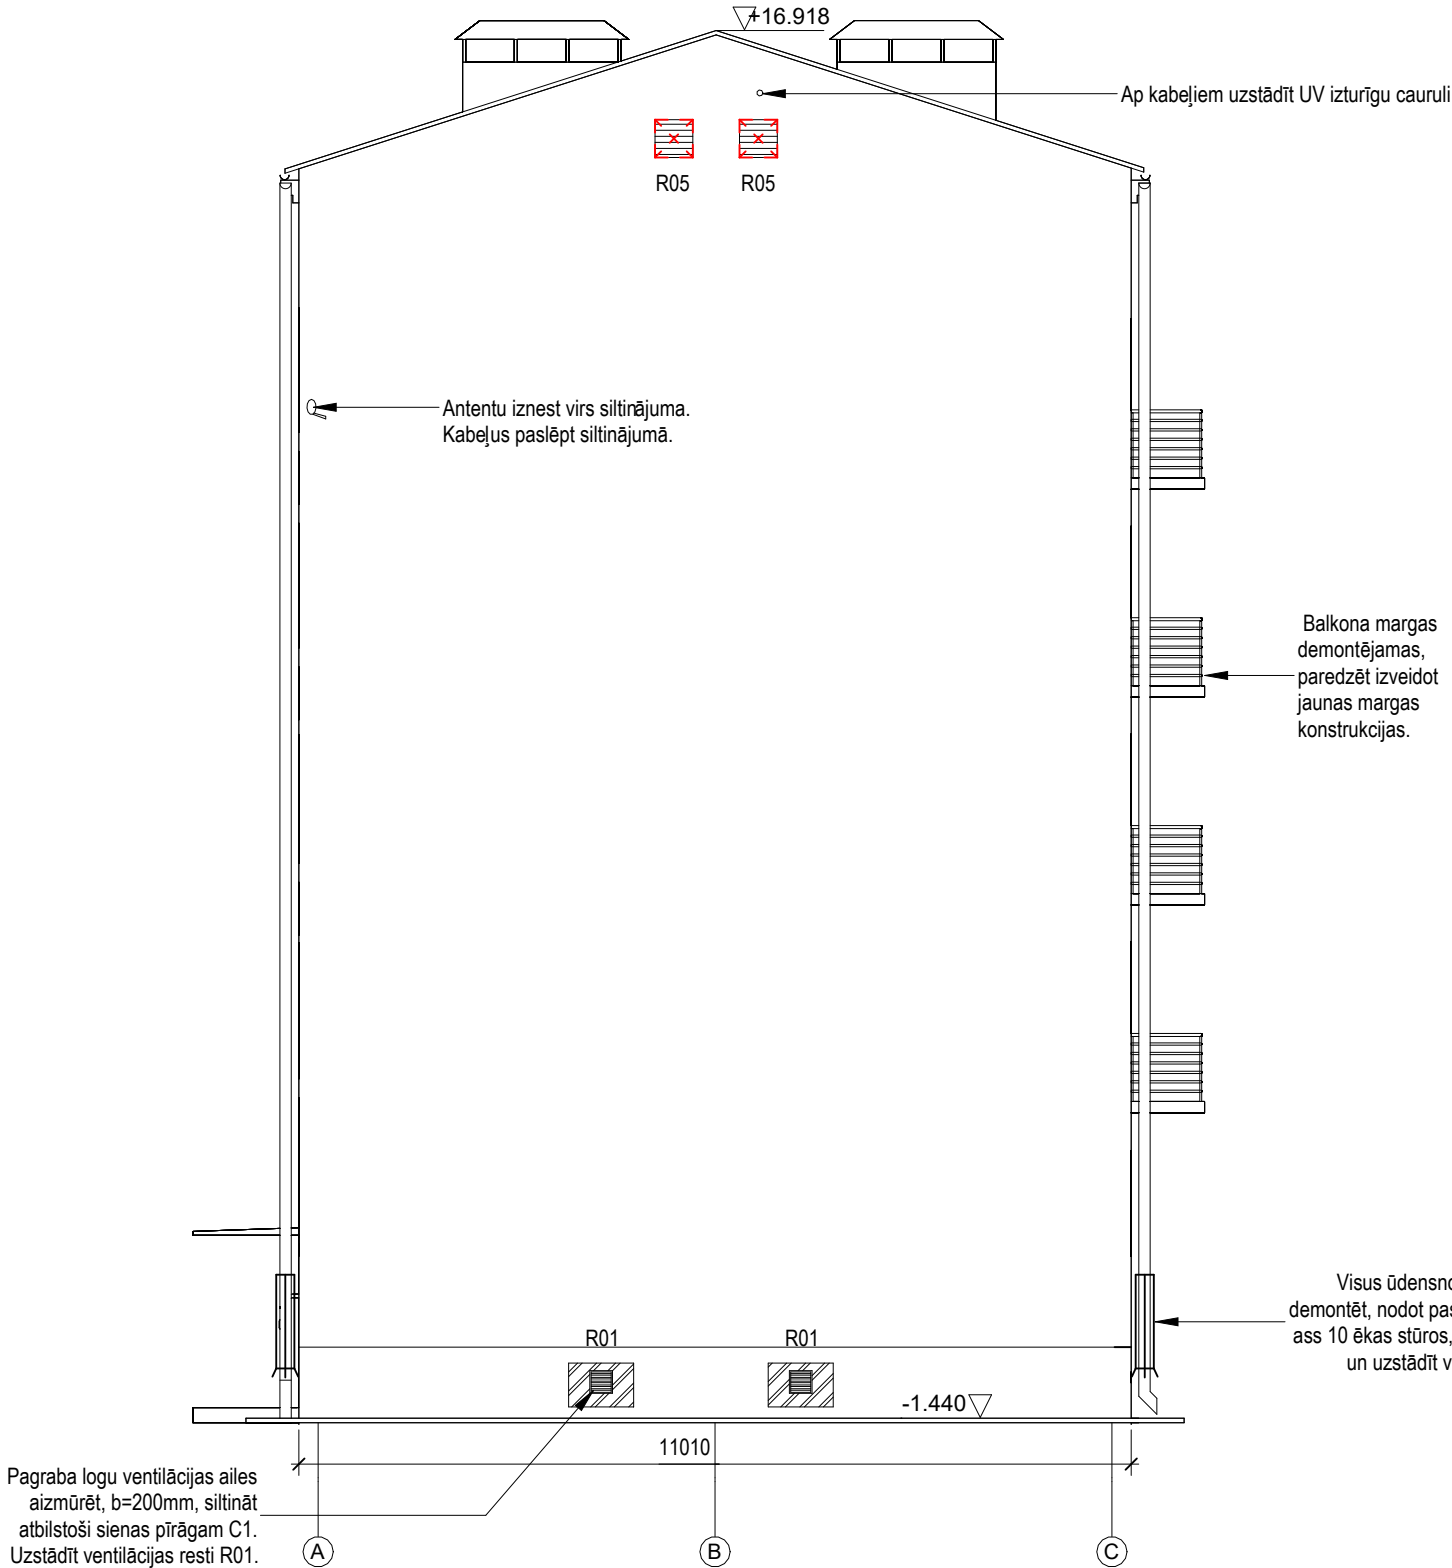 +16.918
Ap kabeļiem uzstādīt UV izturīgu cauruli
R05 R05
Antentu iznest virs siltinājuma.
Kabeļus paslēpt siltinājumā.
Balkona margas
demontējamas,
paredzēt izveidot
jaunas margas
konstrukcijas.
Visus
demontēt, nodot
ass 10 ēkas stūros,
un uzstādīt
R01 R01
-1.440
11010
Pagraba logu ventilācijas ailes
aizmūrēt, b=200mm, siltināt
atbilstoši sienas pīrāgam C1.
Uzstādīt ventilācijas resti R01.
A B C